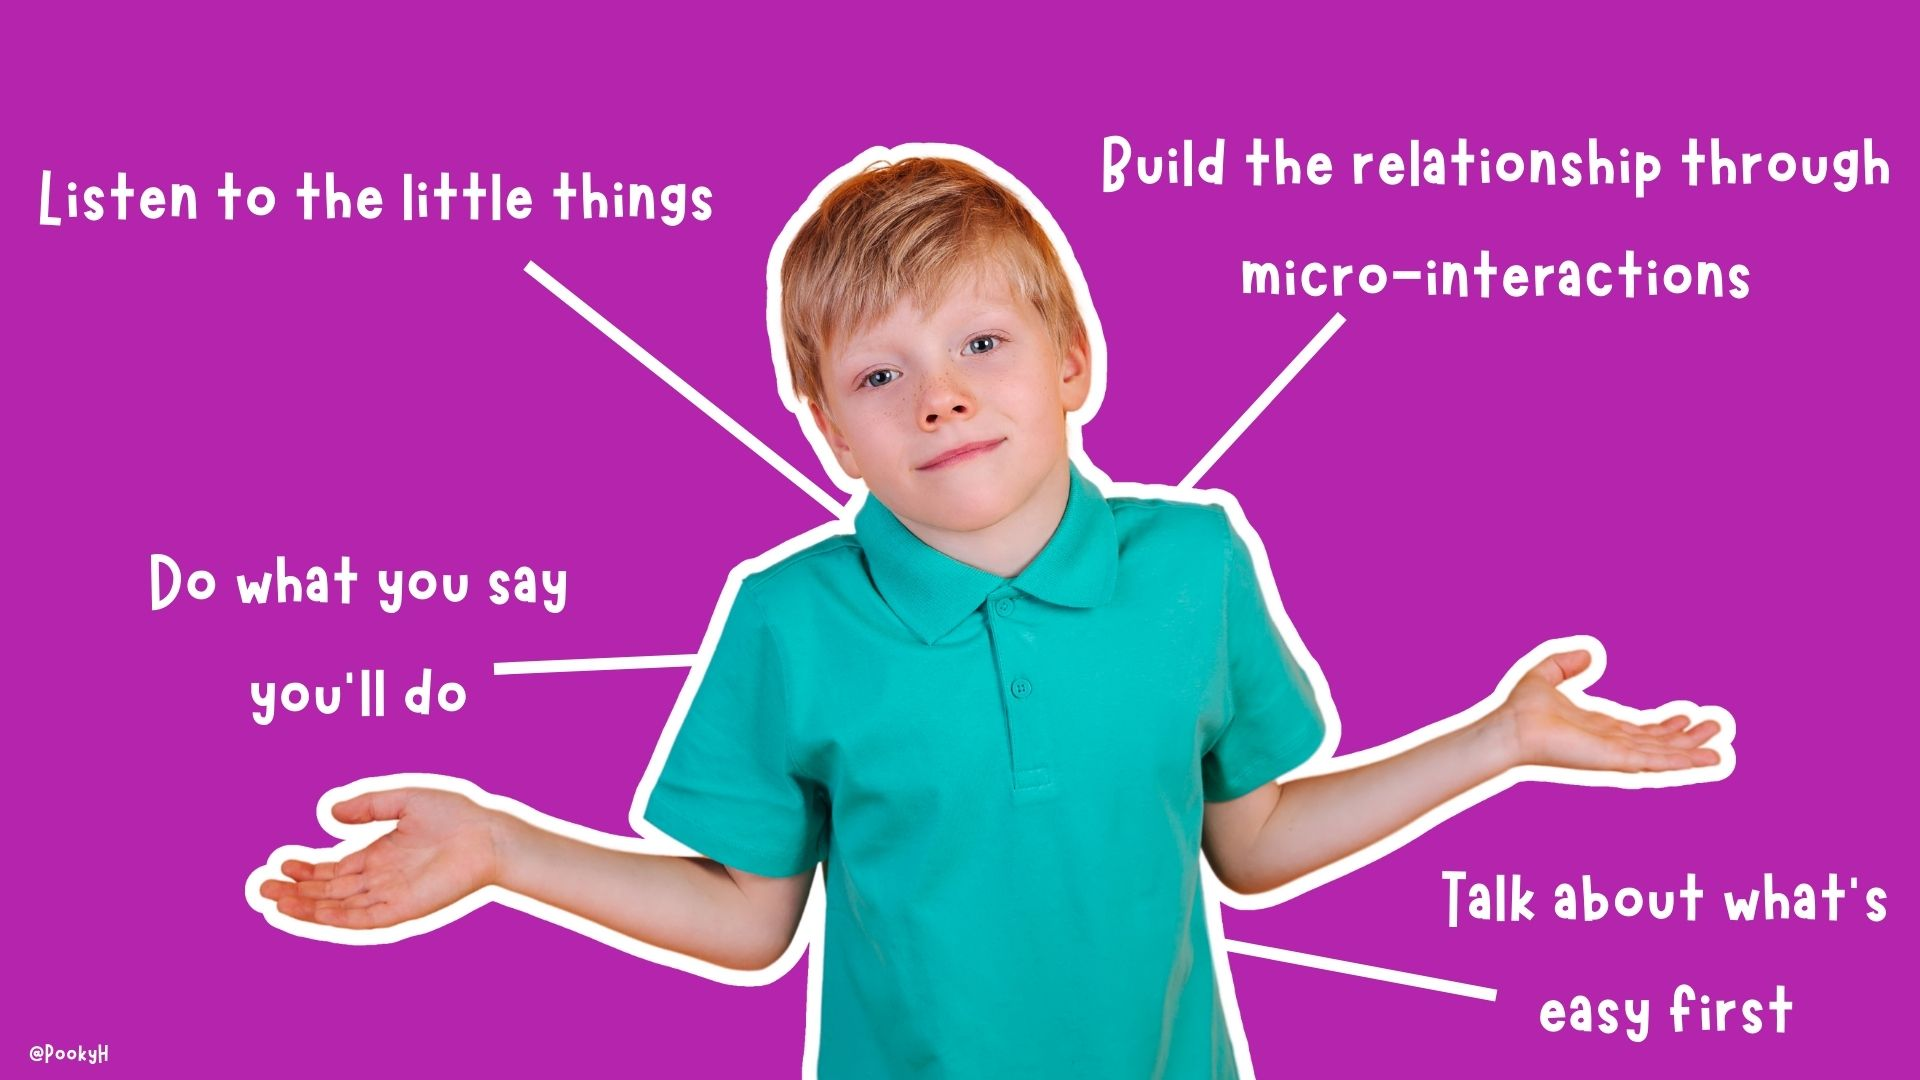 Listen to the little things
Build the relationship through
micro-interactions
Do what you say
you'll do
Talk about what's
easy first
@PookyH